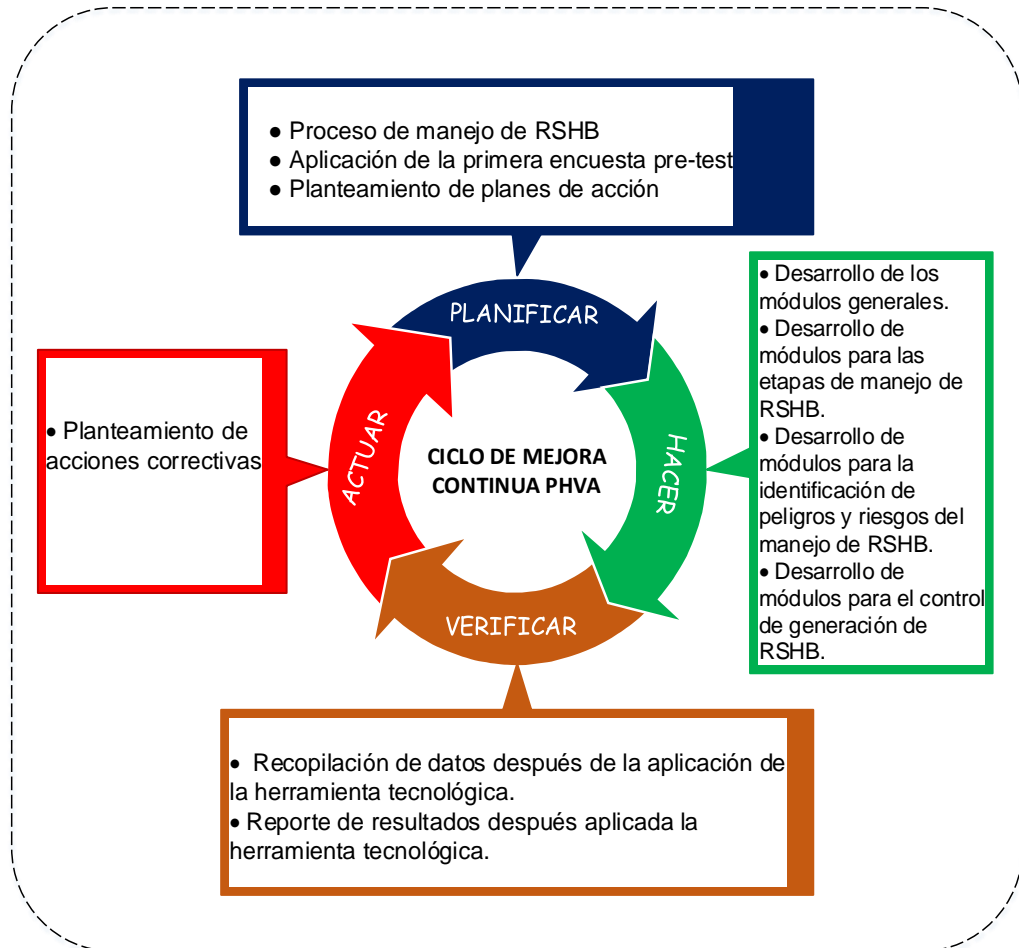 ● Proceso de manejo de RSHB
● Aplicación de la primera encuesta pre-test
● Planteamiento de planes de acción
PLANIFICAR
● Desarrollo de los
módulos generales.
● Desarrollo de
módulos para las
etapas de manejo de
RSHB.
● Desarrollo de
módulos para la
identificación de
peligros y riesgos del
manejo de RSHB.
● Desarrollo de
módulos para el control
de generación de
RSHB.
HACER
● Planteamiento de
acciones correctivas
ACTUAR
CICLO DE MEJORA
CONTINUA PHVA
VERIFICAR
● Recopilación de datos después de la aplicación de
la herramienta tecnológica.
● Reporte de resultados después aplicada la
herramienta tecnológica.